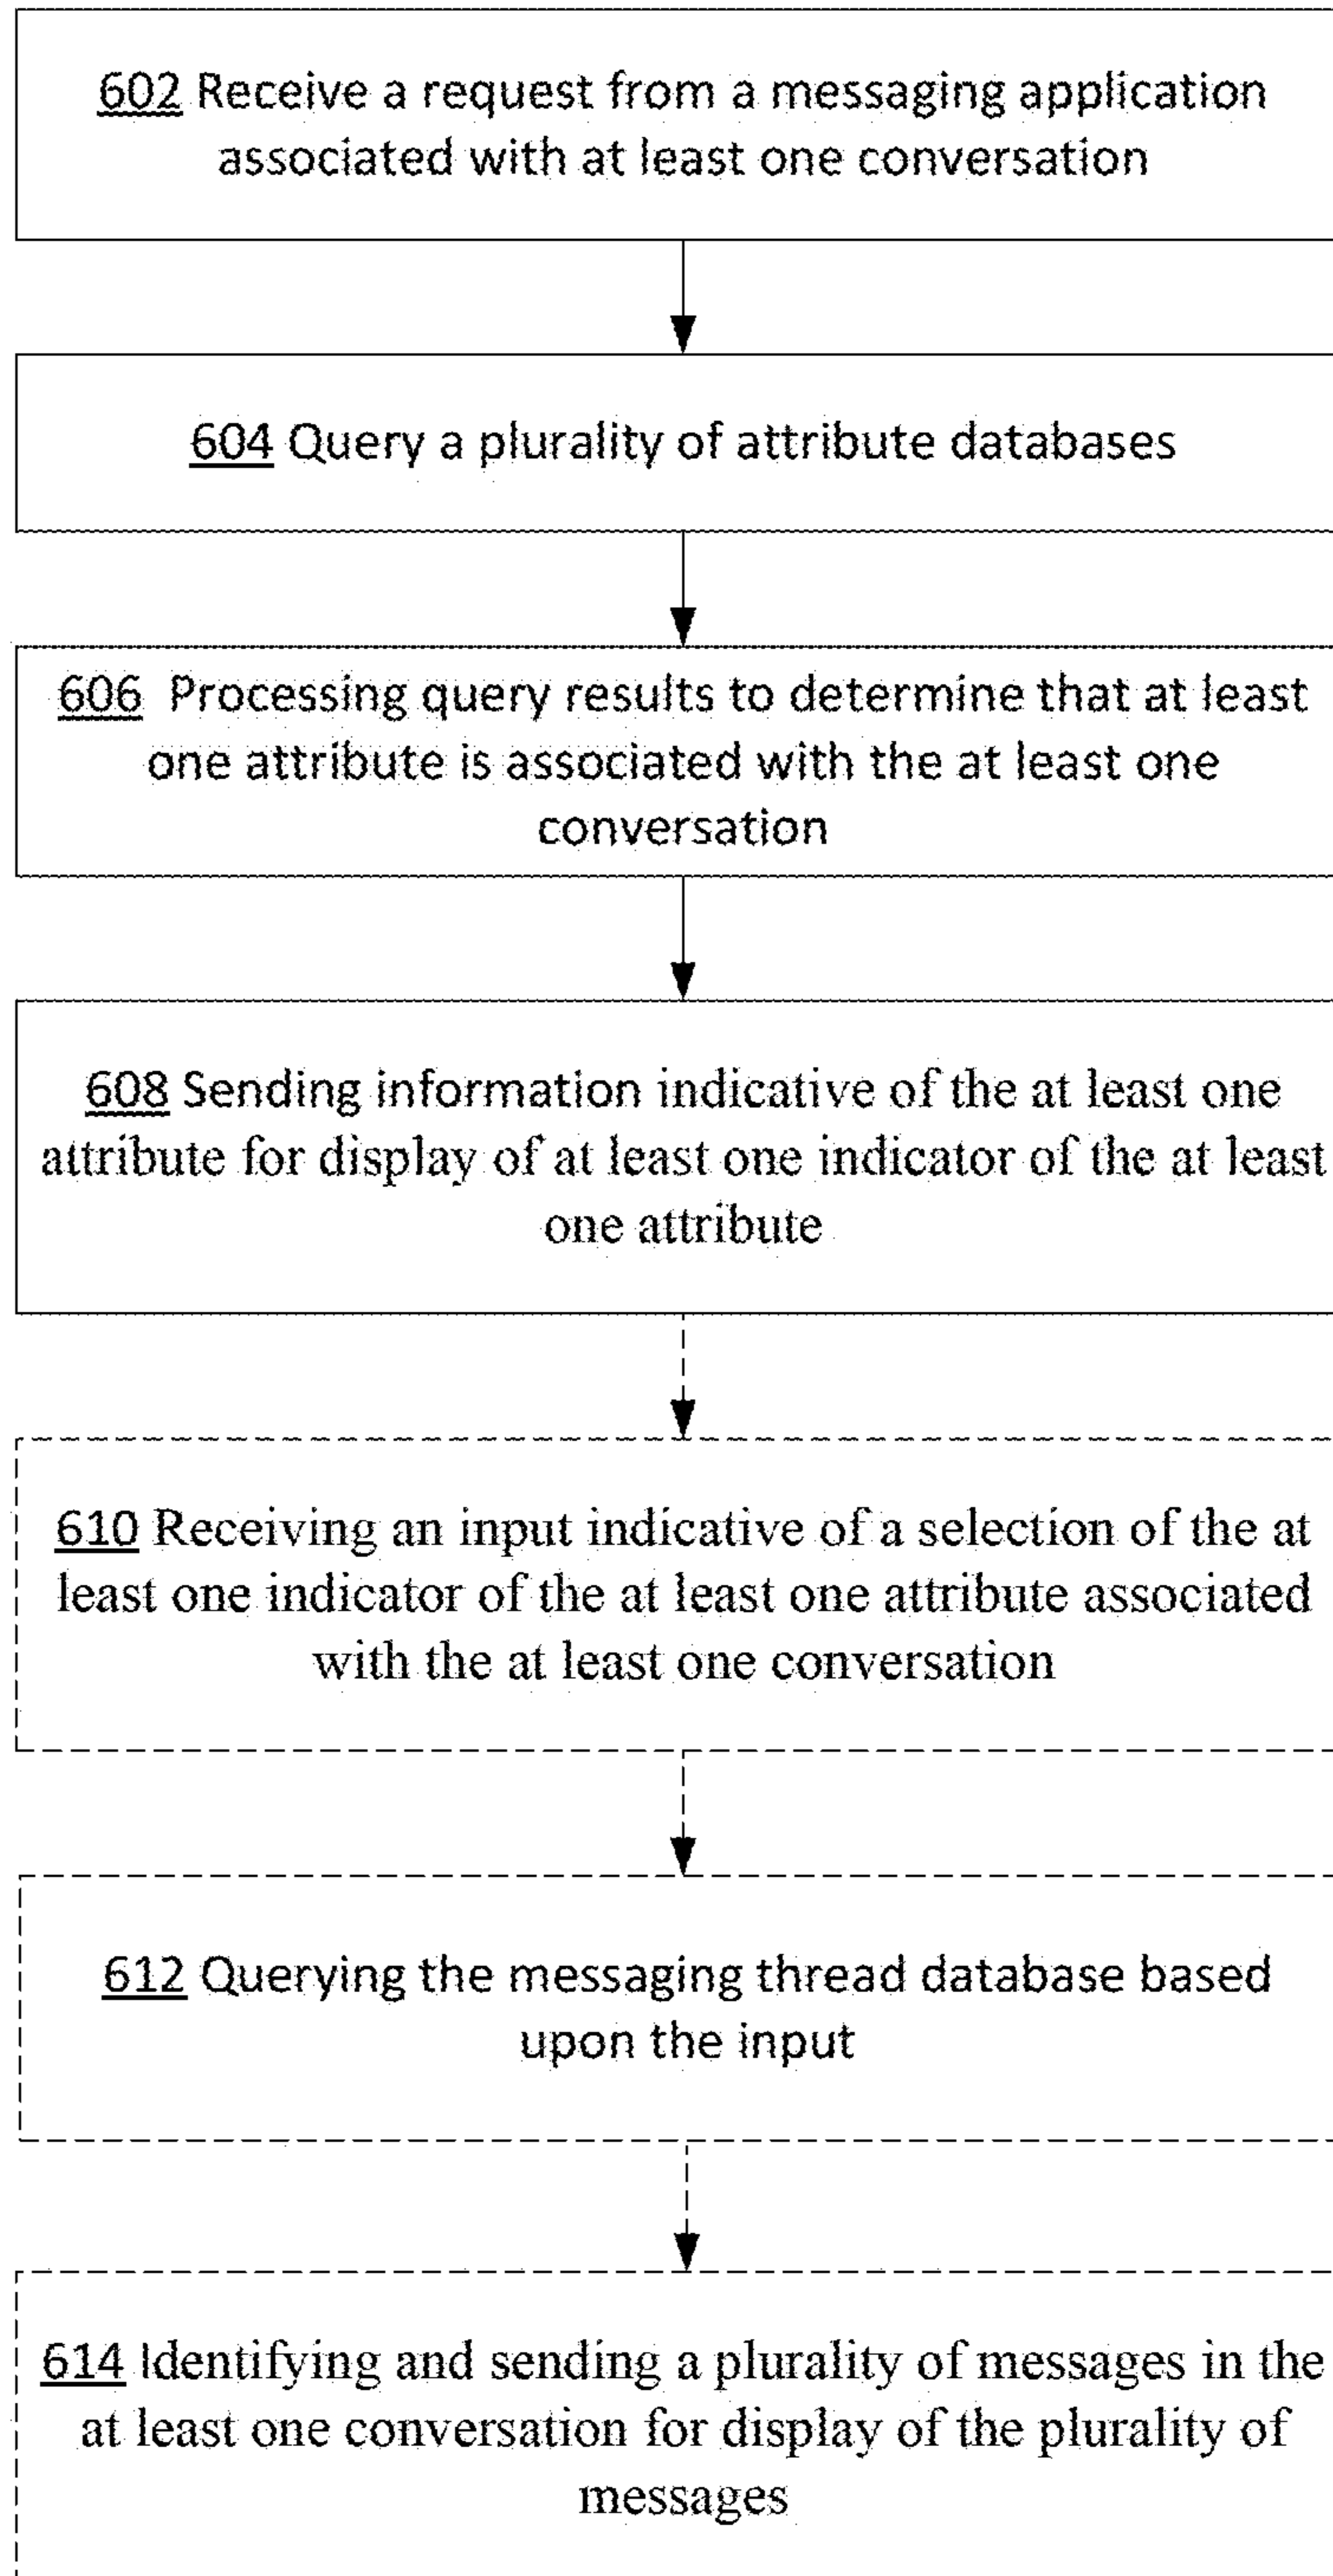 602 Receive a request from a messaging application
associated with at least one conversation
604 Query a plurality of attribute databases
606 Processing query results to determine that at least
one attribute is associated with the at least one
conversation
608 Sending information indicative of the at least one
attribute for display of at least one indicator of the at least
one attribute
610 Receiving an input indicative of a selection of the at
least one indicator of the at least one attribute associated
with the at least one conversation
612 Querying the messaging thread database based
upon the input
614 Identifying and sending a plurality of messages in the
at least one conversation for display of the plurality of
messages